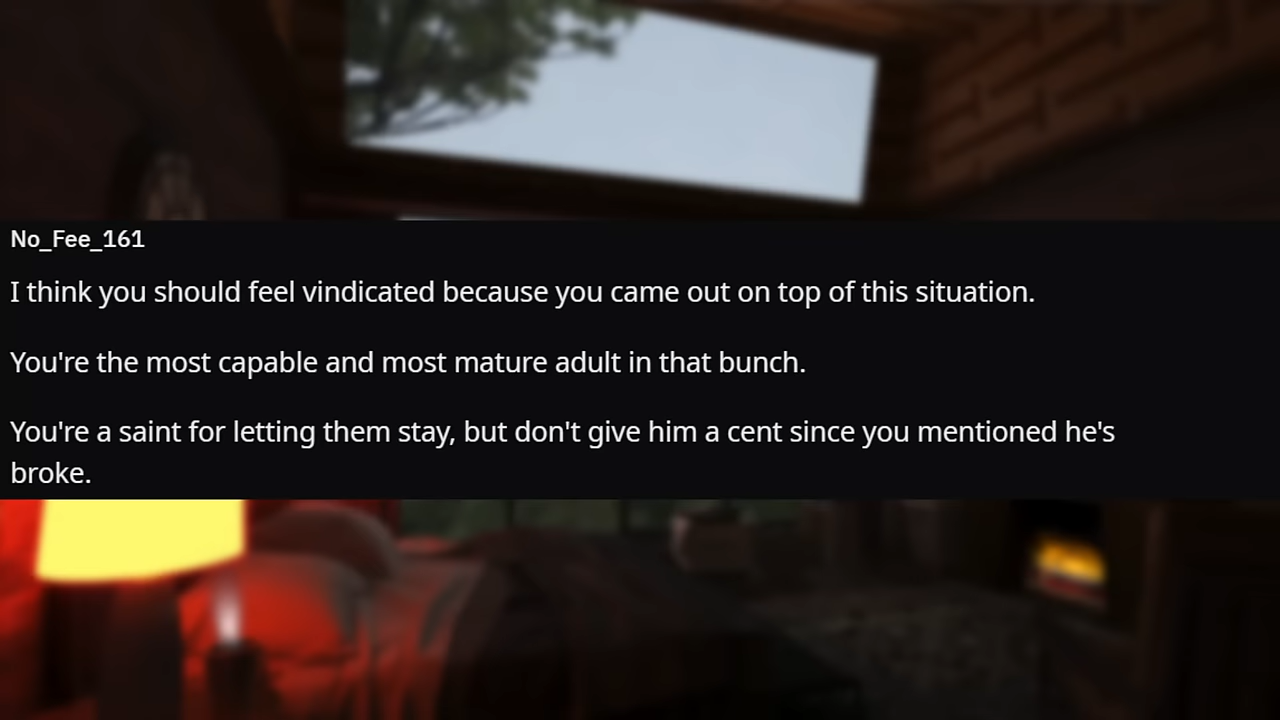 No_Fee_161
I think you should feel vindicated because you came out on top of this situation.
You're the most capable and most mature adult in that bunch.
You're a saint for letting them stay, but don't give him a cent since you mentioned he's
broke.